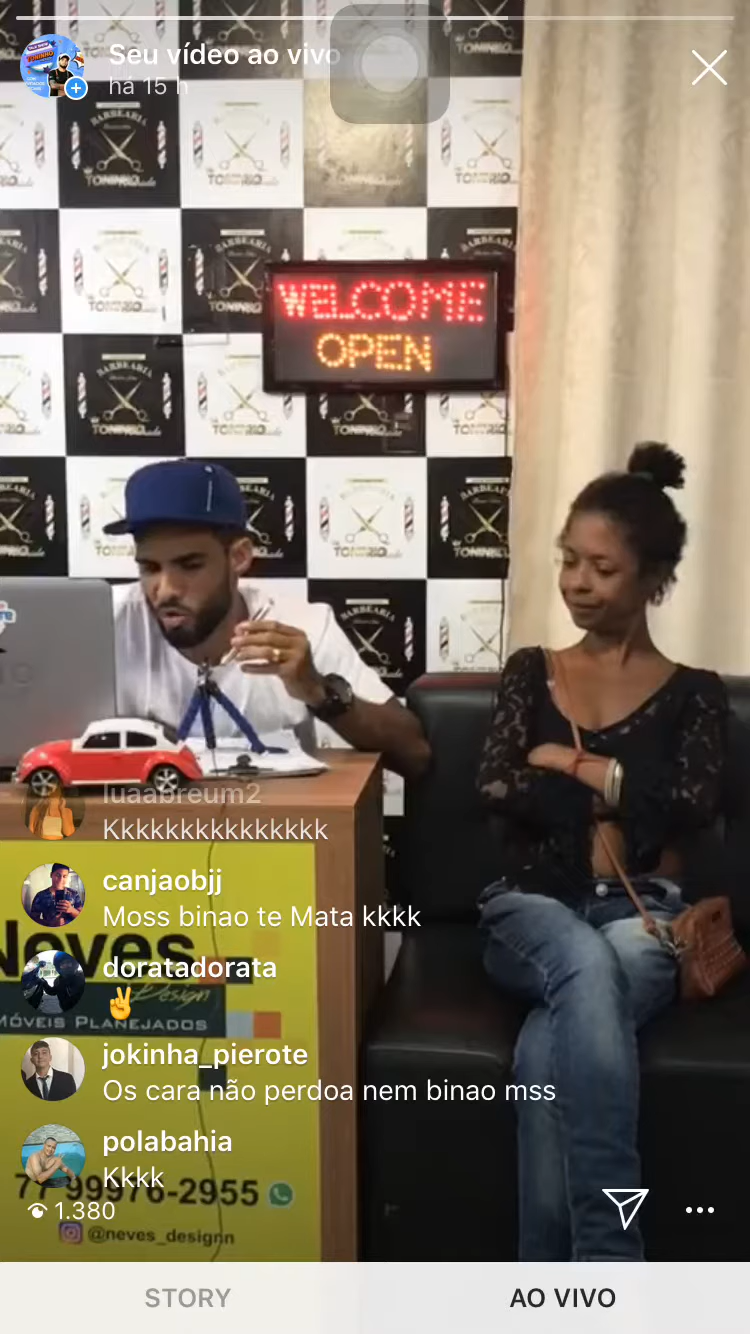 Seu vídeo ao vivo
há 15 h
BARBEARIA
TONINHO
WELCOME
OPEN
luaabreum2
Kkkkkkkkkkkkkkk
canjaobjj
Moss binao te Mata kkkk
Neves
doratadorata
✌️
Design
MÓVEIS PLANEJADOS
jokinha_pierote
Os cara não perdoa nem binao mss
polabahia
Kkkk
77 99976-2955
1.380
@neves_designn
STORY
AO VIVO